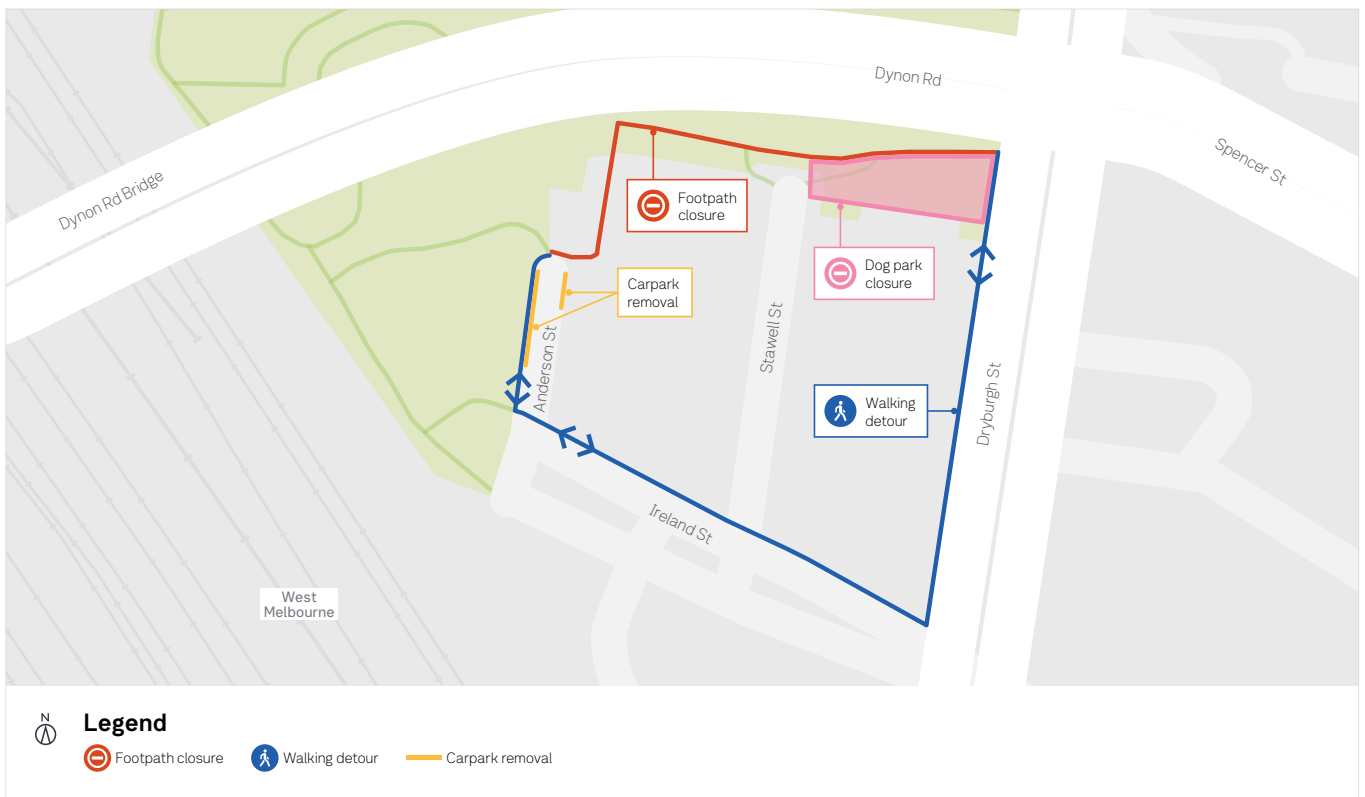 Dynon Rd
Spencer St
Dynon Rd Bridge
Footpath
closure
Dog park
closure
Carpark
removal
Anderson St
Stawell St
Walking
detour
Dryburgh St
Ireland St
West
Melbourne
N
Legend
Footpath closure
Walking detour
Carpark removal